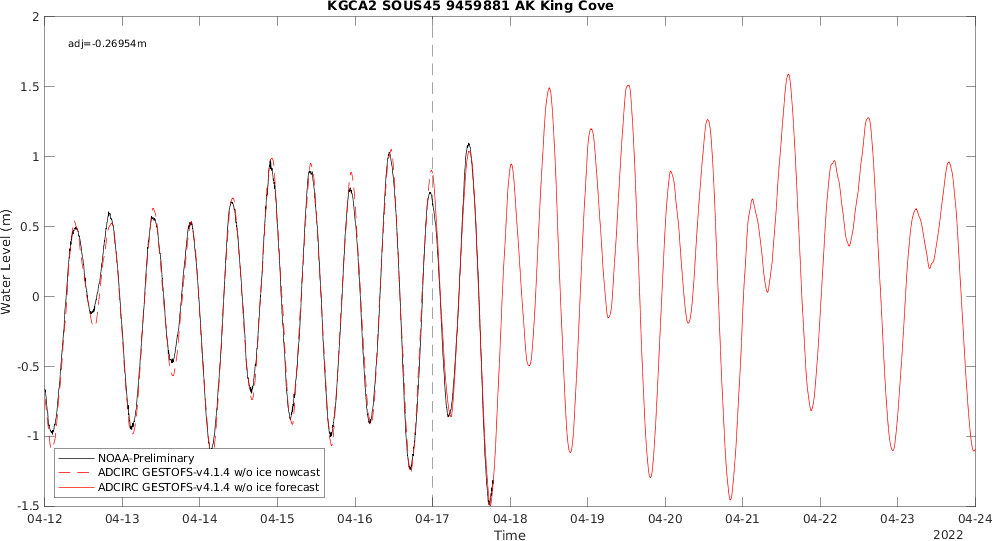 KGCA2 SOUS45 9459881 AK King Cove
adj=-0.26954m
Water Level (m)
2
1.5
1
0.5
0
-0.5
-1
-1.5
NOAA-Preliminary
ADCIRC GESTOFS-v4.1.4 w/o ice nowcast
ADCIRC GESTOFS-v4.1.4 w/o ice forecast
04-12 04-13 04-14 04-15 04-16 04-17 04-18 04-19 04-20 04-21 04-22 04-23 04-24
Time
2022